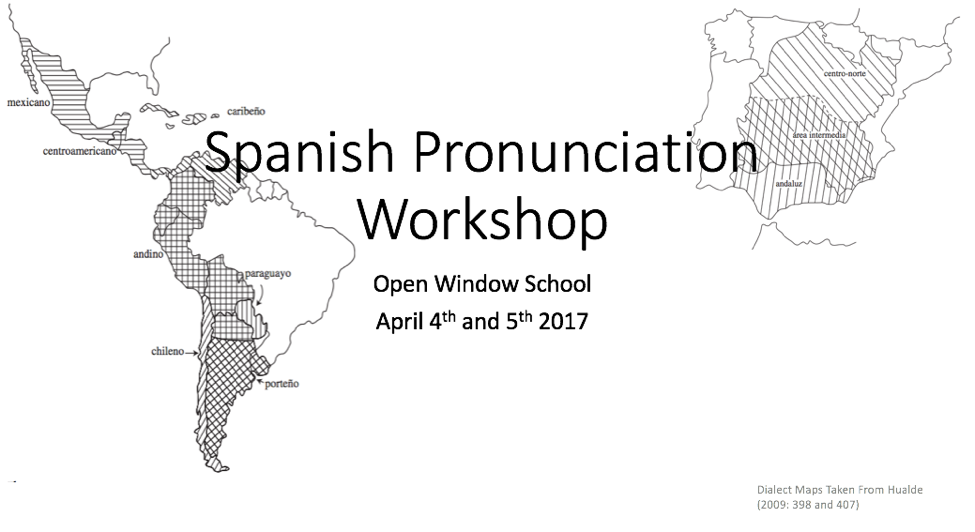 Spanish Pronunciation
Workshop
Open Window School
April 4th and 5th 2017
mexicano
caribeño
centroamericano
andino
paraguayo
chileno
porteño
centro-norte
área intermedia
andaluz
Dialect Maps Taken From Hualde
(2009: 398 and 407)